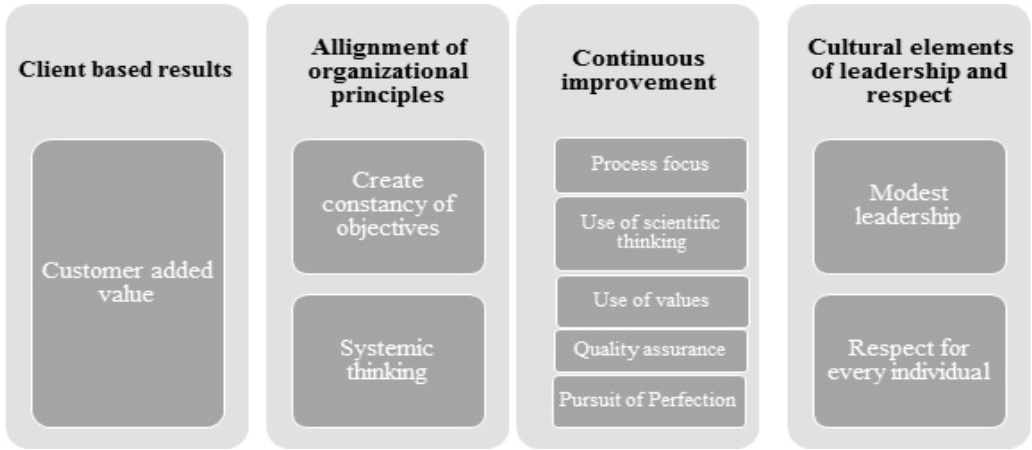 Client based results
Customer added
value
Allignment of
organizational
principles
Create
constancy of
objectives
Systemic
thinking
Continuous
improvement
Process focus
Use of scientific
thinking
Use of values
Quality assurance
Pursuit of Perfection
Cultural elements
of leadership and
respect
Modest
leadership
Respect for
every individual